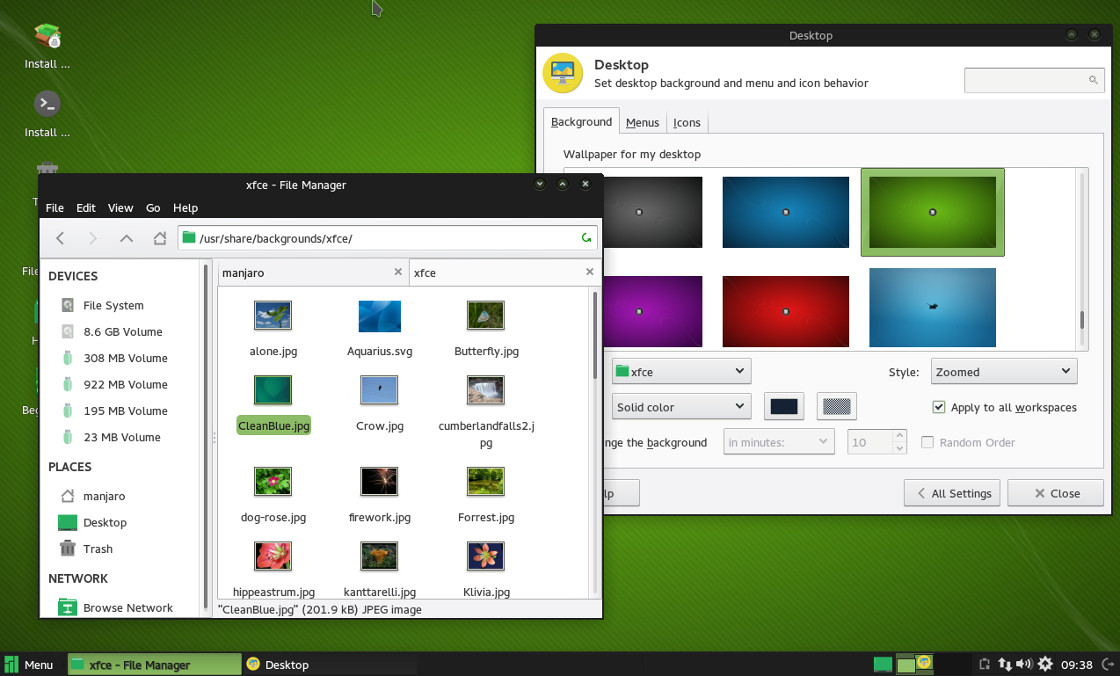 Install ...
Install ...
File
Desktop
Desktop
Set desktop background and menu and icon behavior
Background Menus Icons
Wallpaper for my desktop
xfce
Style: Zoomed
Solid color
Apply to all workspaces
nge the background in minutes: 10 Random Order
lp
All Settings Close
xfce - File Manager
File Edit View Go Help
/usr/share/backgrounds/xfce/
DEVICES
File System
8.6 GB Volume
308 MB Volume
922 MB Volume
195 MB Volume
23 MB Volume
PLACES
manjaro
Desktop
Trash
NETWORK
Browse Network
manjaro xfce
alone.jpg Aquarius.svg Butterfly.jpg
CleanBlue.jpg Crow.jpg cumberlandfalls2.j
pg
dog-rose.jpg firework.jpg Forrest.jpg
hippeastrum.jpg kanttarelli.jpg Klivia.jpg
"CleanBlue.jpg" (201.9 kB) JPEG image
Menu xfce - File Manager Desktop 09:38